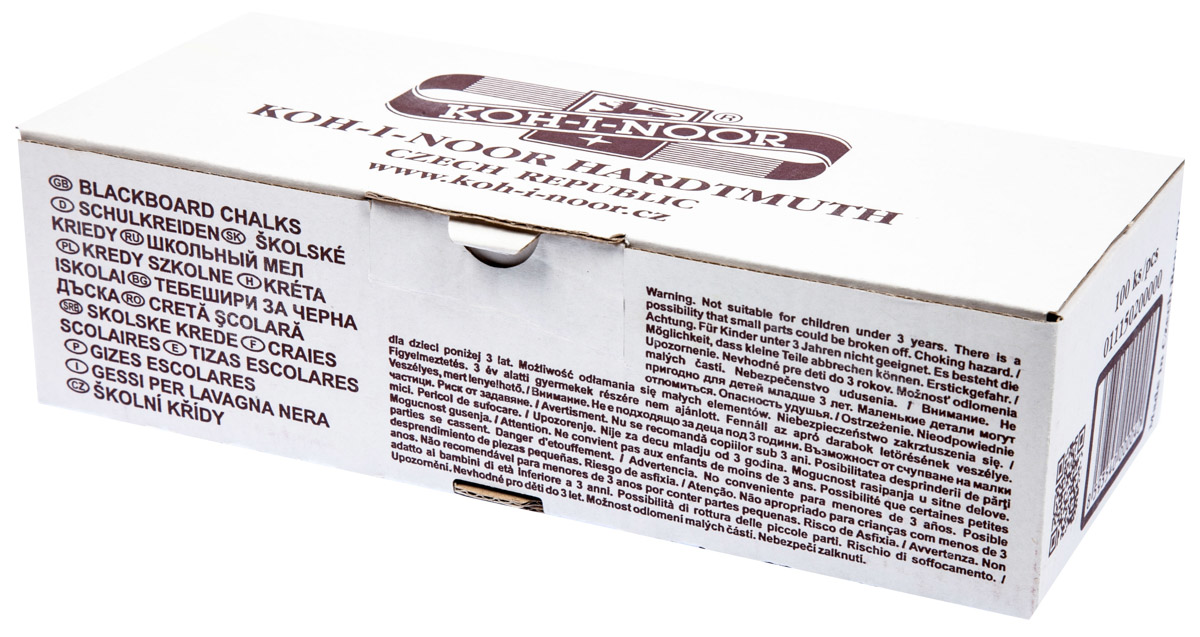 KOH-I-NOOR ®
KOH-I-NOOR HARDTMUTH
CZECH REPUBLIC
www.koh-i-noor.cz
GB BLACKBOARD CHALKS
D SCHULKREIDEN SK ŠKOLSKÉ
KRIEDY RU ШКОЛЬНЫЙ МЕЛ
PL KREDY SZKOLNE H KRÉTA
ISKOLAI BG ТЕБЕШИРИ ЗА ЧЕРНА
ДЪСКА RO CRETĂ ŞCOLARĂ
SRB SKOLSKE KREDE F CRAIES
SCOLAIRES E TIZAS ESCOLARES
P GIZES ESCOLARES
I GESSI PER LAVAGNA NERA
CZ ŠKOLNÍ KŘÍDY
Warning. Not suitable for children under 3 years. There is a
possibility that small parts could be broken off. Choking hazard. /
Achtung. Für Kinder unter 3 Jahren nicht geeignet. Es besteht die
Möglichkeit, dass kleine Teile abbrechen können. Erstickgefahr. /
Upozornenie. Nevhodné pre deti do 3 rokov. Možnosť odlomenia
malých častí. Nebezpečenstvo udusenia. / Внимание. Не
пригодно для детей младше 3 лет. Маленькие детали могут
отломиться. Опасность удушья. / Ostrzeżenie. Nieodpowiednie
dla dzieci poniżej 3 lat. Możliwość odłamania się małych elementów. Niebezpieczeństwo zakrztuszenia się. /
Figyelmeztetés. 3 év alatti gyermekek részére nem ajánlott. Fennáll az apró darabok letörésének veszélye.
Veszélyes, mert lenyelhető. / Внимание. Не е подходящо за деца под 3 години. Възможност от счупване на малки
частици. Риск от задавяне. / Avertisment. Nu se recomandă copiilor sub 3 ani. Posibilitatea desprinderii de părţi
mici. Pericol de sufocare. / Upozorenje. Nije za decu mladju od 3 godina. Mogucnost rasipanja u sitne delove.
Mogucnost gusenja. / Attention. Ne convient pas aux enfants de moins de 3 ans. Possibilité que certaines petites
parties se cassent. Danger d'etouffement. / Advertencia. No conveniente para menores de 3 años. Posible
desprendimiento de piezas pequeñas. Riesgo de asfixia. / Atenção. Não apropriado para crianças com menos de 3
anos. Não recomendável para menores de 3 anos por conter partes pequenas. Risco de Asfixia. / Avvertenza. Non
adatto al bambini di età inferiore a 3 anni. Possibilità di rottura delle piccole parti. Rischio di soffocamento. /
Upozornění. Nevhodné pro děti do 3 let. Možnost odlomení malých částí. Nebezpečí zalknutí.
100 ks/pcs
011150200000